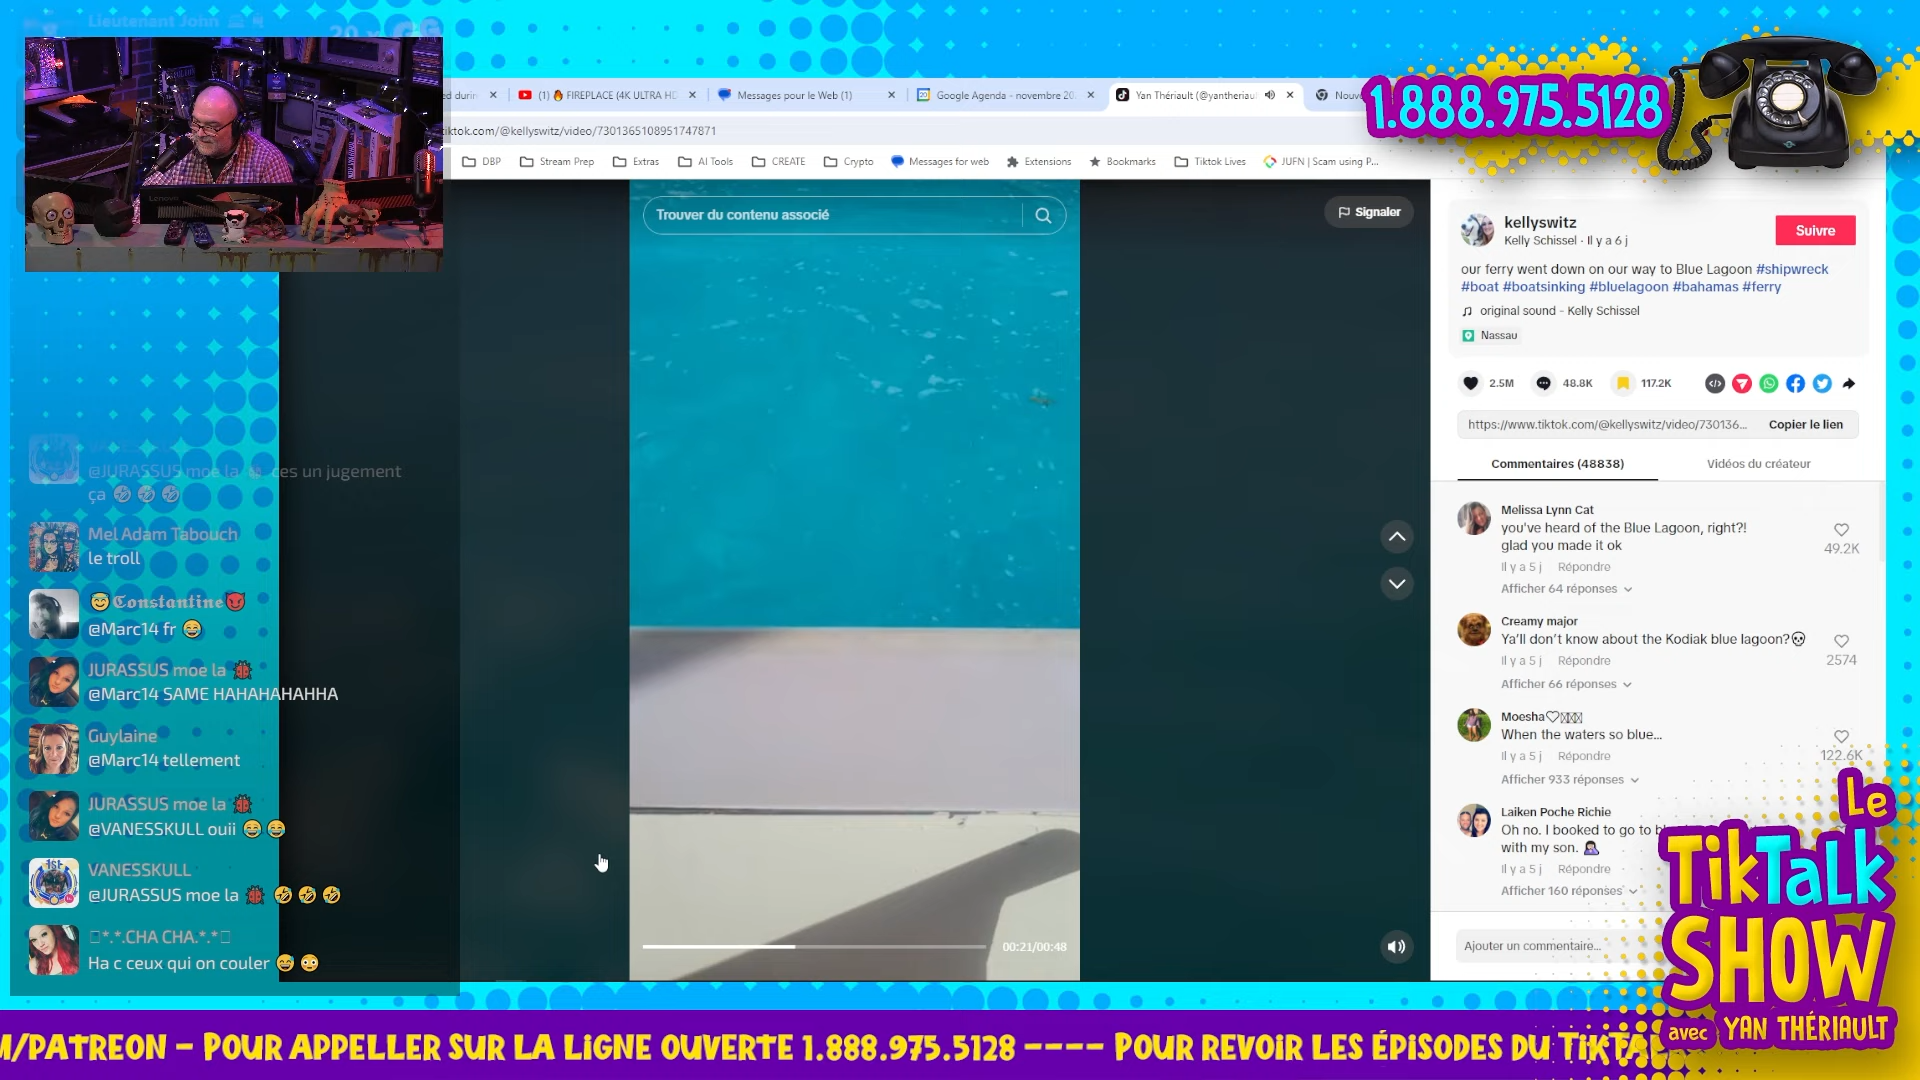 Lieutenant John
20 x
ed durin
(1) 🔥 FIREPLACE (4K ULTRA HD
Messages pour le Web (1)
Google Agenda - novembre 20
Yan Thériault (@yantheriau
Nouv
1.888.975.5128
iktok.com/@kellyswitz/video/7301365108951747871
DBP
Stream Prep
Extras
AI Tools
CREATE
Crypto
Messages for web
Extensions
Bookmarks
Tiktok Lives
JUFN | Scam using P...
Trouver du contenu associé
Signaler
kellyswitz
Kelly Schissel · Il y a 6 j
Suivre
our ferry went down on our way to Blue Lagoon #shipwreck
#boat #boatsinking #bluelagoon #bahamas #ferry
original sound - Kelly Schissel
Nassau
2.5M
48.8K
117.2K
https://www.tiktok.com/@kellyswitz/video/730136...
Copier le lien
Commentaires (48838)
Vidéos du créateur
Melissa Lynn Cat
you've heard of the Blue Lagoon, right?!
glad you made it ok
49.2K
Il y a 5 j Répondre
Afficher 64 réponses
Creamy major
Ya'll don't know about the Kodiak blue lagoon?💀
2574
Il y a 5 j Répondre
Afficher 66 réponses
Moesha♡
When the waters so blue...
122.6K
Il y a 5 j Répondre
Afficher 933 réponses
Laiken Poche Richie
Oh no. I booked to go to bl
with my son. 🤦🏻‍♀️
Il y a 5 j Répondre
Afficher 160 réponses
Ajouter un commentaire...
00:21/00:48
VANESSKULL
@JURASSUS moe la 🐞 ces un jugement
ça 🤣 🤣 🤣
Mel Adam Tabouch
le troll
😇𝕮𝖔𝖓𝖘𝖙𝖆𝖓𝖙𝖎𝖓𝖊😈
@Marc14 fr 😂
JURASSUS moe la 🐞
@Marc14 SAME HAHAHAHAHHA
Guylaine
@Marc14 tellement
JURASSUS moe la 🐞
@VANESSKULL ouii 😂 😂
VANESSKULL
@JURASSUS moe la 🐞 🤣 🤣 🤣
*.*.CHA CHA.*.*
Ha c ceux qui on couler 😅 😳
Le
TikTalk
SHOW
avec YAN THÉRIAULT
M/PATREON - POUR APPELLER SUR LA LIGNE OUVERTE 1.888.975.5128 ---- POUR REVOIR LES ÉPISODES DU TIKTA